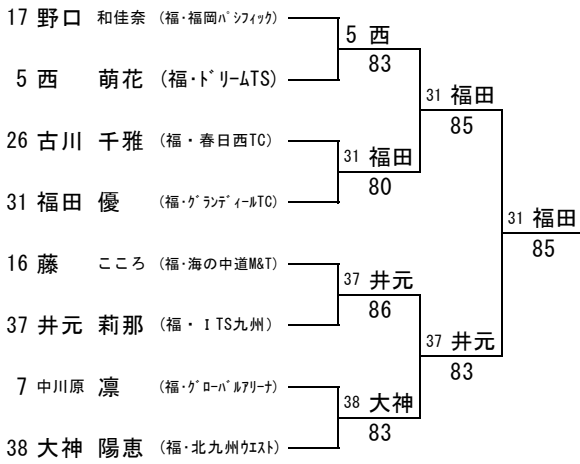 17 野口 和佳奈 (福・福岡ﾊﾟｼﾌｨｯｸ)
5 西
83
5 西 萌花 (福・ドリームTS)
31 福田
85
26 古川 千雅 (福・春日西TC)
31 福田
80
31 福田 優 (福・ｸﾞﾗﾝﾃﾞｨｰﾙTC)
31 福田
85
16 藤 こころ (福・海の中道M&T)
37 井元
86
37 井元 莉那 (福・ＩTS九州)
37 井元
83
7 中川原 凛 (福・ｸﾞﾛｰﾊﾞﾙｱﾘｰﾅ)
38 大神
83
38 大神 陽恵 (福・北九州ｳｴｽﾄ)